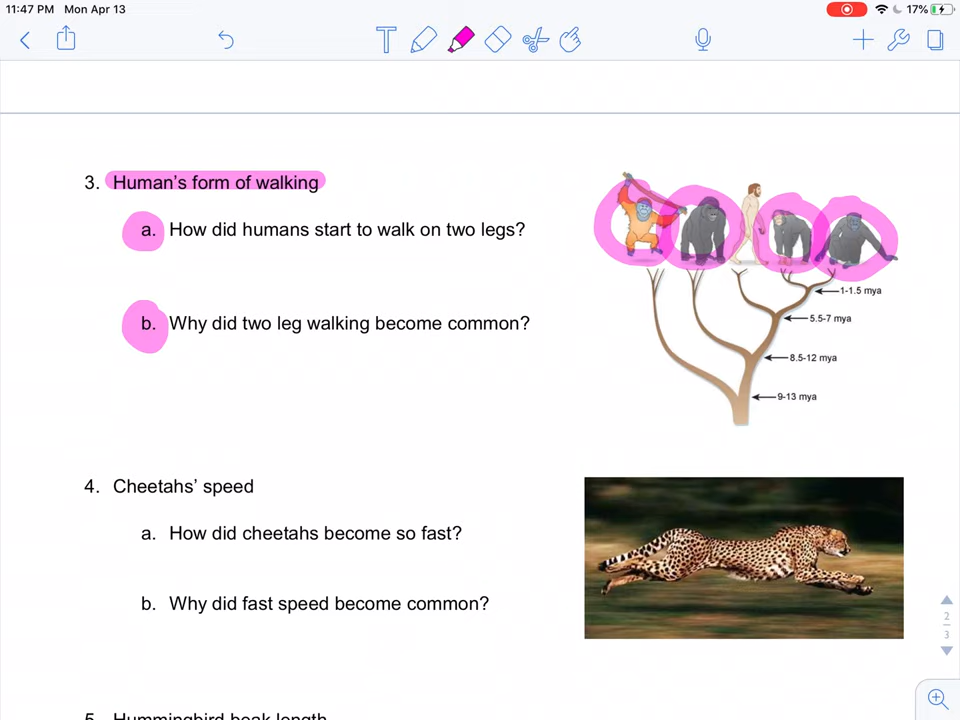 11:47 PM Mon Apr 13
17%
T
3. Human's form of walking
a. How did humans start to walk on two legs?
b. Why did two leg walking become common?
1-1.5 mya
5.5-7 mya
8.5-12 mya
9-13 mya
4. Cheetahs' speed
a. How did cheetahs become so fast?
b. Why did fast speed become common?
2
3
5. Hummingbird beak length